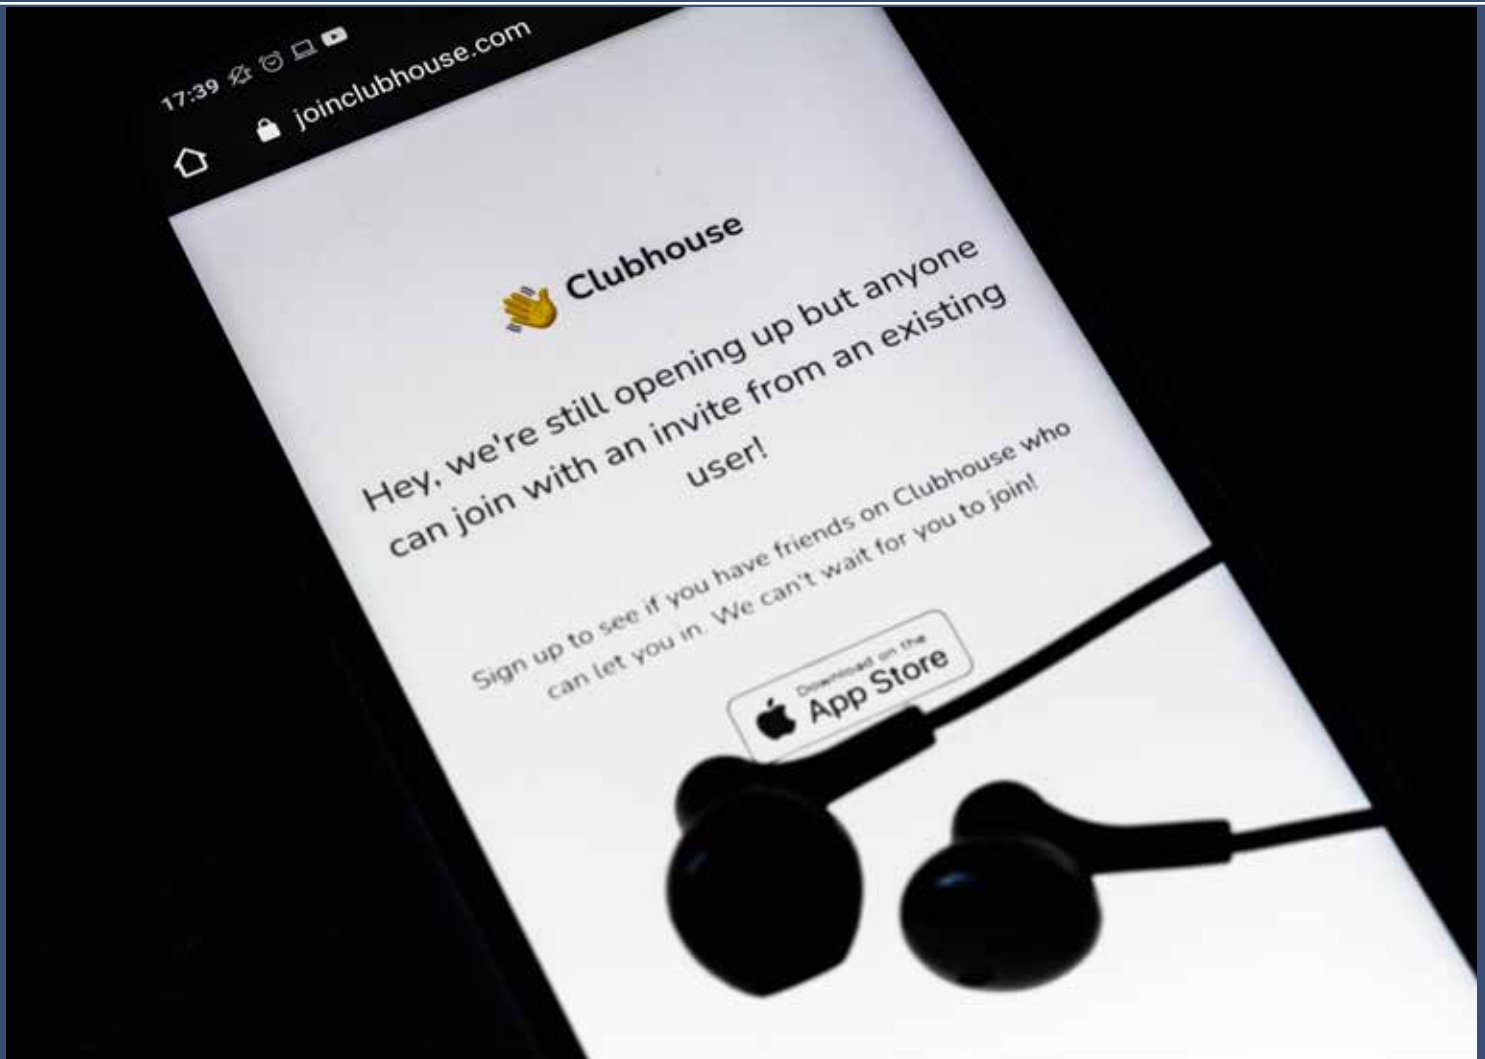 17:39
joinclubhouse.com
👋 Clubhouse
Hey, we're still opening up but anyone
can join with an invite from an existing
user!
Sign up to see if you have friends on Clubhouse who
can let you in. We can't wait for you to join!
Download on the
App Store